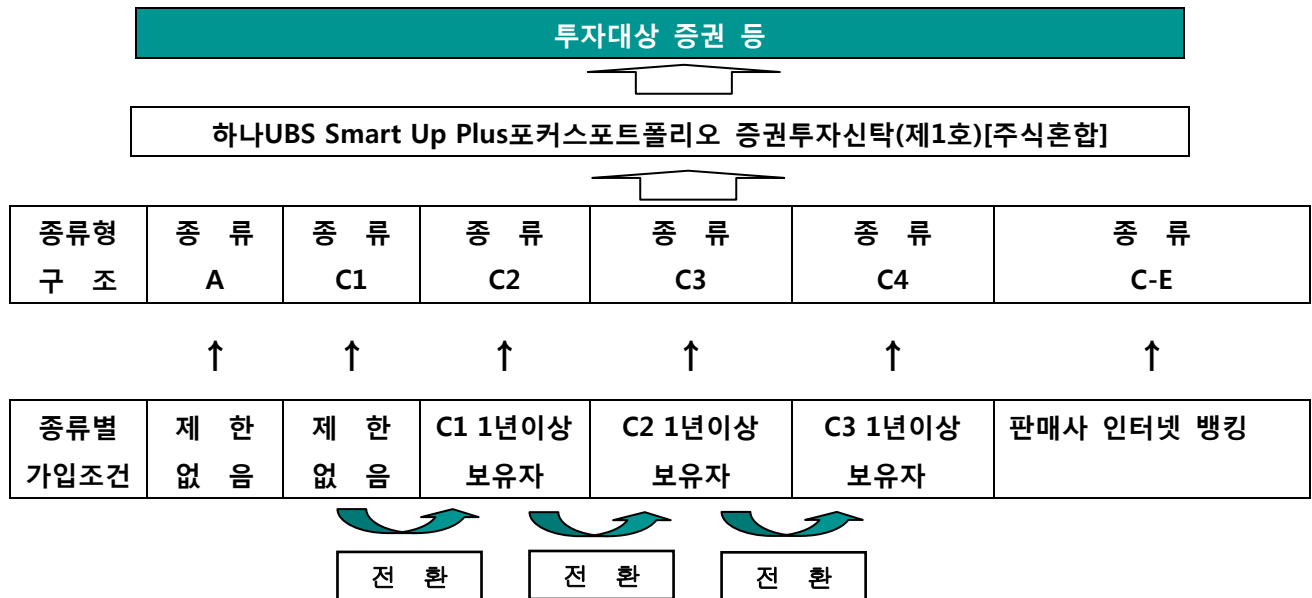 투자대상 증권 등
하나UBS Smart Up Plus포커스포트폴리오 증권투자신탁(제1호)[주식혼합]
종류형 종 류 종 류 종 류 종 류 종 류 종 류
구 조 A C1 C2 C3 C4 C-E
↑ ↑ ↑ ↑ ↑ ↑
종류별 제 한 제 한 C1 1년이상 C2 1년이상 C3 1년이상 판매사 인터넷 뱅킹
가입조건 없 음 없 음 보유자 보유자 보유자
전 환 전 환 전 환